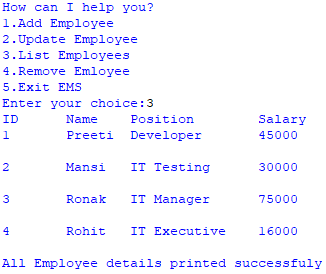 How can I help you?
1.Add Employee
2.Update Employee
3.List Employees
4.Remove Emloyee
5.Exit EMS
Enter your choice:3
ID Name Position Salary
1 Preeti Developer 45000
2 Mansi IT Testing 30000
3 Ronak IT Manager 75000
4 Rohit IT Executive 16000
All Employee details printed successfuly